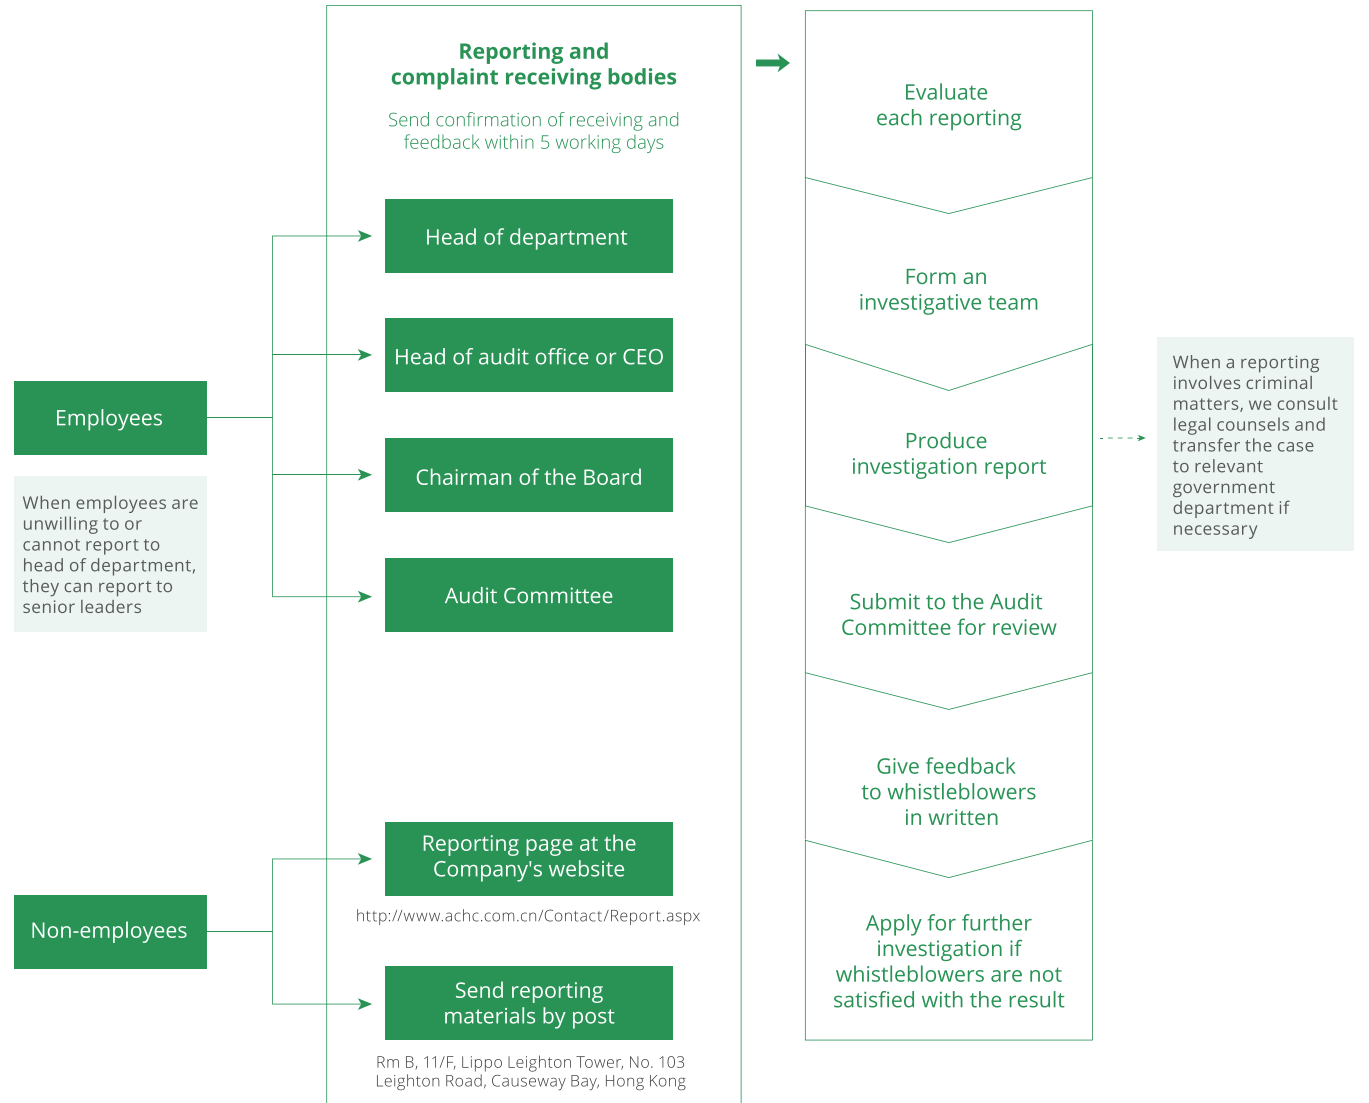 Employees
When employees are
unwilling to or
cannot report to
head of department,
they can report to
senior leaders
Non-employees
Reporting and
complaint receiving bodies
Send confirmation of receiving and
feedback within 5 working days
Head of department
Head of audit office or CEO
Chairman of the Board
Audit Committee
Reporting page at the
Company's website
http://www.achc.com.cn/Contact/Report.aspx
Send reporting
materials by post
Rm B, 11/F, Lippo Leighton Tower, No. 103
Leighton Road, Causeway Bay, Hong Kong
Evaluate
each reporting
Form an
investigative team
Produce
investigation report
Submit to the Audit
Committee for review
Give feedback
to whistleblowers
in written
Apply for further
investigation if
whistleblowers are not
satisfied with the result
When a reporting
involves criminal
matters, we consult
legal counsels and
transfer the case
to relevant
government
department if
necessary